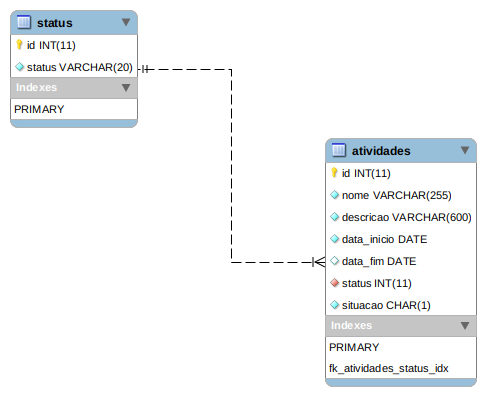 status
id INT(11)
status VARCHAR(20)
Indexes
PRIMARY
atividades
id INT(11)
nome VARCHAR(255)
descricao VARCHAR(600)
data_inicio DATE
data_fim DATE
status INT(11)
situacao CHAR(1)
Indexes
PRIMARY
fk_atividades_status_idx